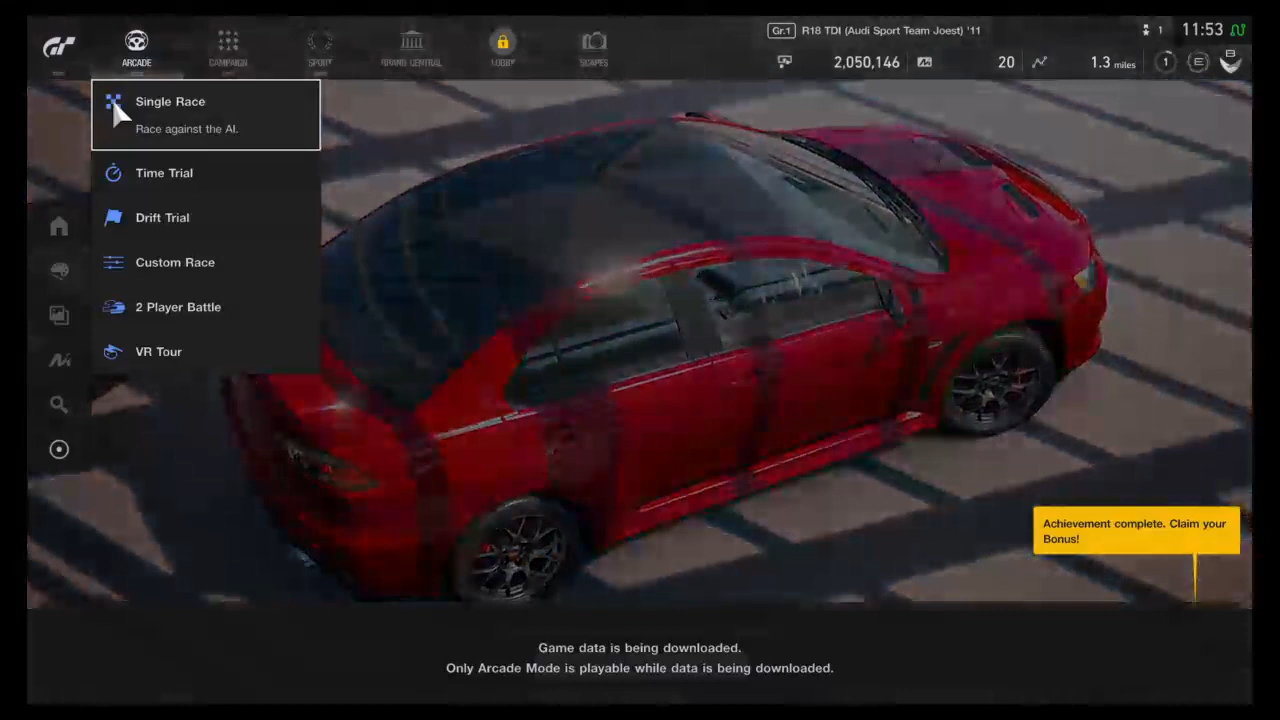 Gr.1 R18 TDI (Audi Sport Team Joest) '11
1 11:53
2,050,146 20 1.3 miles 1 E
ARCADE CAMPAIGN SPORT BRAND CENTRAL LOBBY SCAPES
Single Race
Race against the AI.
Time Trial
Drift Trial
Custom Race
2 Player Battle
VR Tour
Achievement complete. Claim your
Bonus!
Game data is being downloaded.
Only Arcade Mode is playable while data is being downloaded.